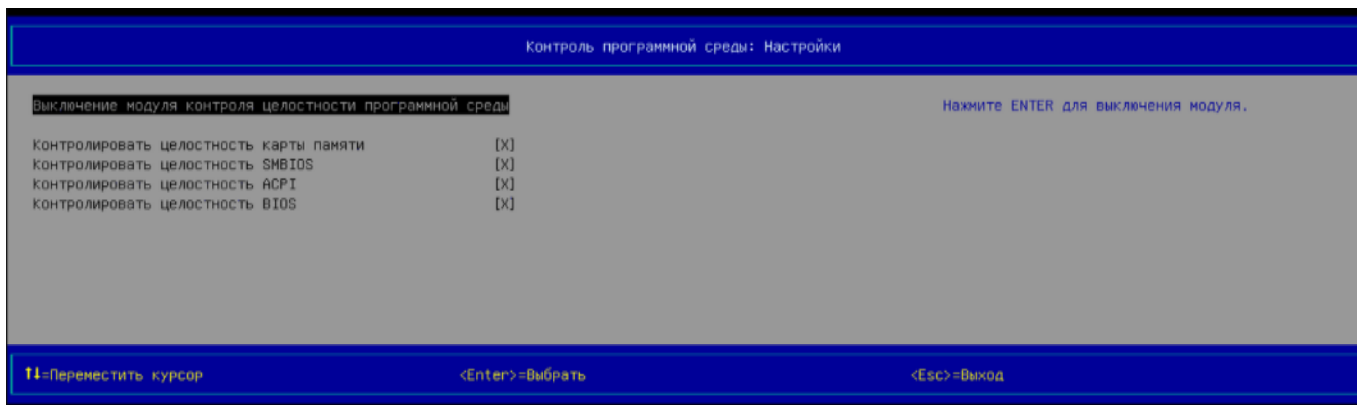 Контроль программной среды: Настройки
Выключение модуля контроля целостности программной среды
Нажмите ENTER для выключения модуля.
Контролировать целостность карты памяти [X]
Контролировать целостность SMBIOS [X]
Контролировать целостность ACPI [X]
Контролировать целостность BIOS [X]
↑↓=Переместить курсор <Enter>=Выбрать <Esc>=Выход